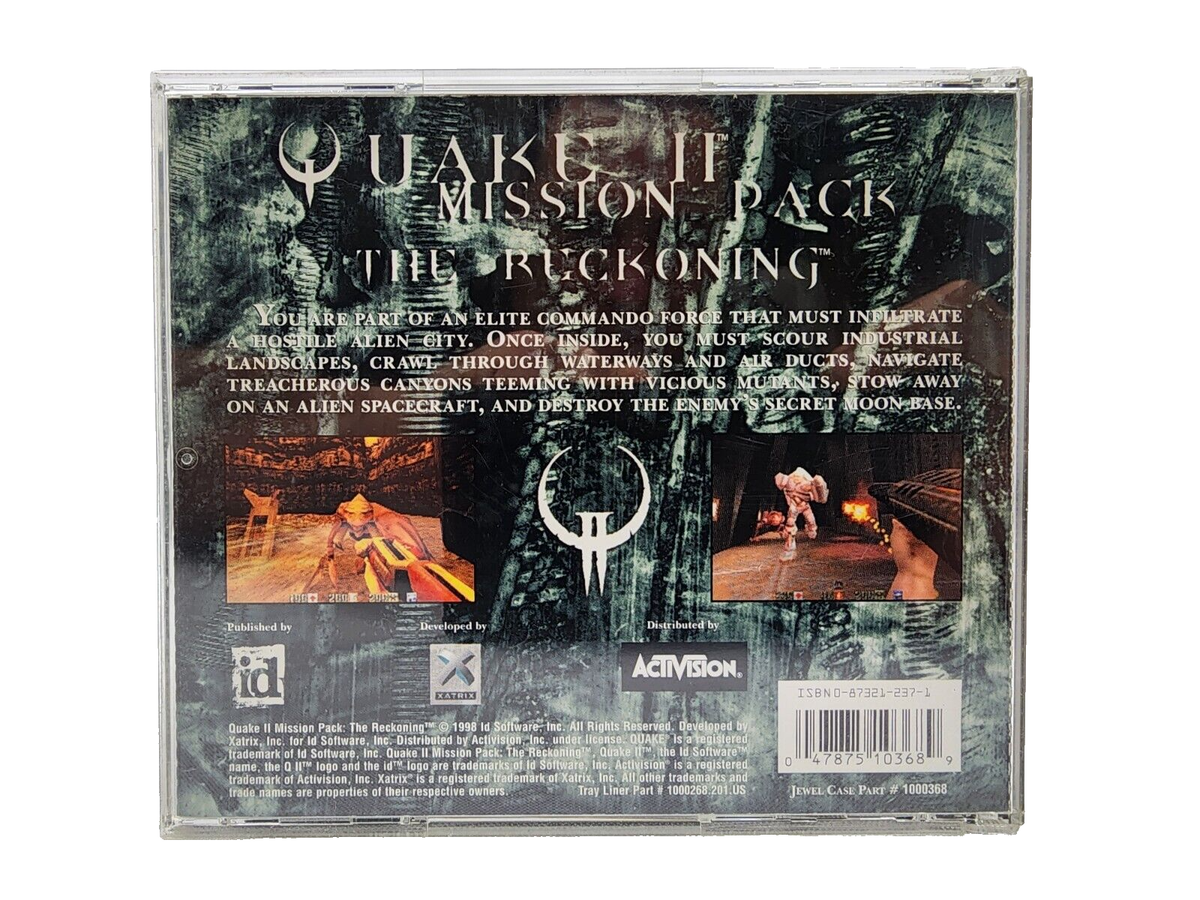 QUAKE II™
MISSION PACK
THE RECKONING™
YOU ARE PART OF AN ELITE COMMANDO FORCE THAT MUST INFILTRATE
A HOSTILE ALIEN CITY. ONCE INSIDE, YOU MUST SCOUR INDUSTRIAL
LANDSCAPES, CRAWL THROUGH WATERWAYS AND AIR DUCTS, NAVIGATE
TREACHEROUS CANYONS TEEMING WITH VICIOUS MUTANTS, STOW AWAY
ON AN ALIEN SPACECRAFT, AND DESTROY THE ENEMY'S SECRET MOON BASE.
II
Published by
Developed by
Distributed by
id
XATRIX
ACTIVISION®
ISBN 0-87321-237-1
0 47875 10368 9
Quake II Mission Pack: The Reckoning™ © 1998 Id Software, Inc. All Rights Reserved. Developed by
Xatrix, Inc. for Id Software, Inc. Distributed by Activision, Inc. under license. QUAKE® is a registered
trademark of Id Software, Inc. Quake II Mission Pack: The Reckoning™, Quake II™, the Id Software™
name, the Q II™ logo and the id™ logo are trademarks of Id Software, Inc. Activision® is a registered
trademark of Activision, Inc. Xatrix® is a registered trademark of Xatrix, Inc. All other trademarks and
trade names are properties of their respective owners. Tray Liner Part # 1000268.201.US
JEWEL CASE PART # 1000368